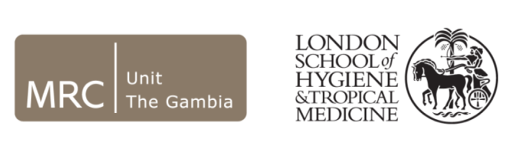 MRC
Unit
The Gambia
LONDON
SCHOOL of
HYGIENE
& TROPICAL
MEDICINE